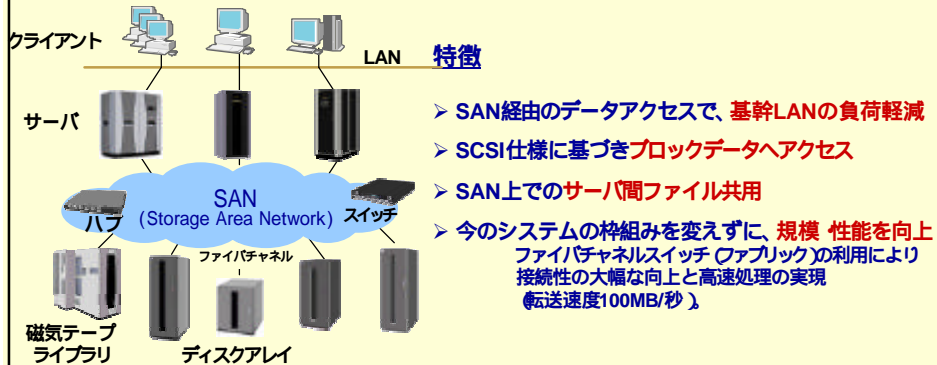 クライアント
LAN
特徴
サーバ
➢ SAN経由のデータアクセスで、基幹LANの負荷軽減
➢ SCSI仕様に基づきブロックデータへアクセス
➢ SAN上でのサーバ間ファイル共用
➢ 今のシステムの枠組みを変えずに、規模・性能を向上
ファイバチャネルスイッチ(ファブリック)の利用により
接続性の大幅な向上と高速処理の実現
(転送速度100MB/秒)。
SAN
(Storage Area Network)
ハブ
スイッチ
ファイバチャネル
磁気テープ
ライブラリ
ディスクアレイ